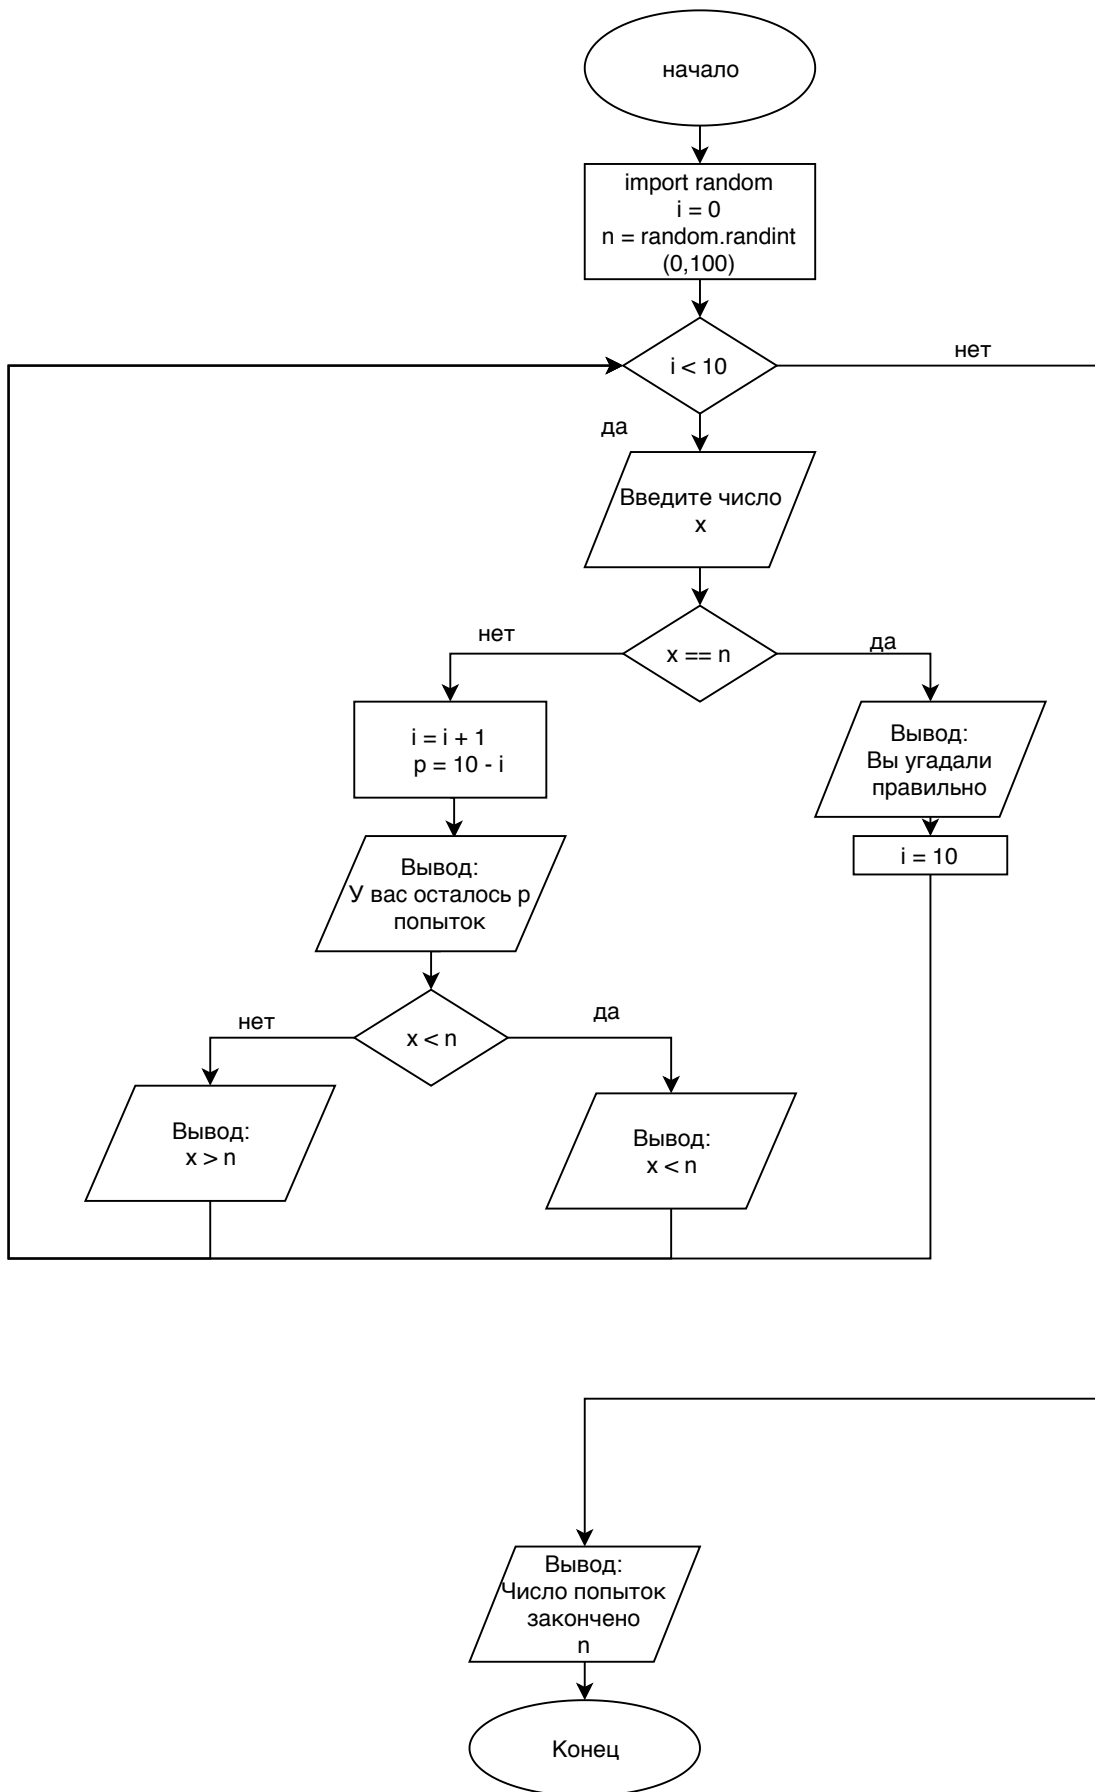 начало
import random
i = 0
n = random.randint
(0,100)
i < 10
нет
да
Введите число
x
x == n
нет
да
i = i + 1
p = 10 - i
Вывод:
Вы угадали
правильно
i = 10
Вывод:
У вас осталось p
попыток
x < n
нет
да
Вывод:
x > n
Вывод:
x < n
Вывод:
Число попыток
закончено
n
Конец